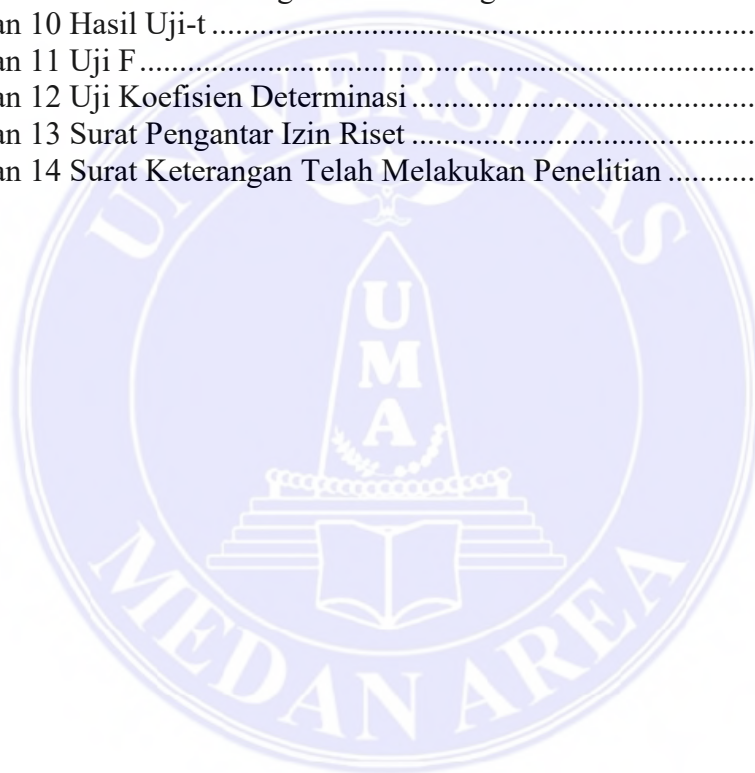 an 10 Hasil Uji-t
an 11 Uji F
an 12 Uji Koefisien Determinasi
an 13 Surat Pengantar Izin Riset
an 14 Surat Keterangan Telah Melakukan Penelitian
UNIVERSITAS
U
M
A
MEDAN AREA